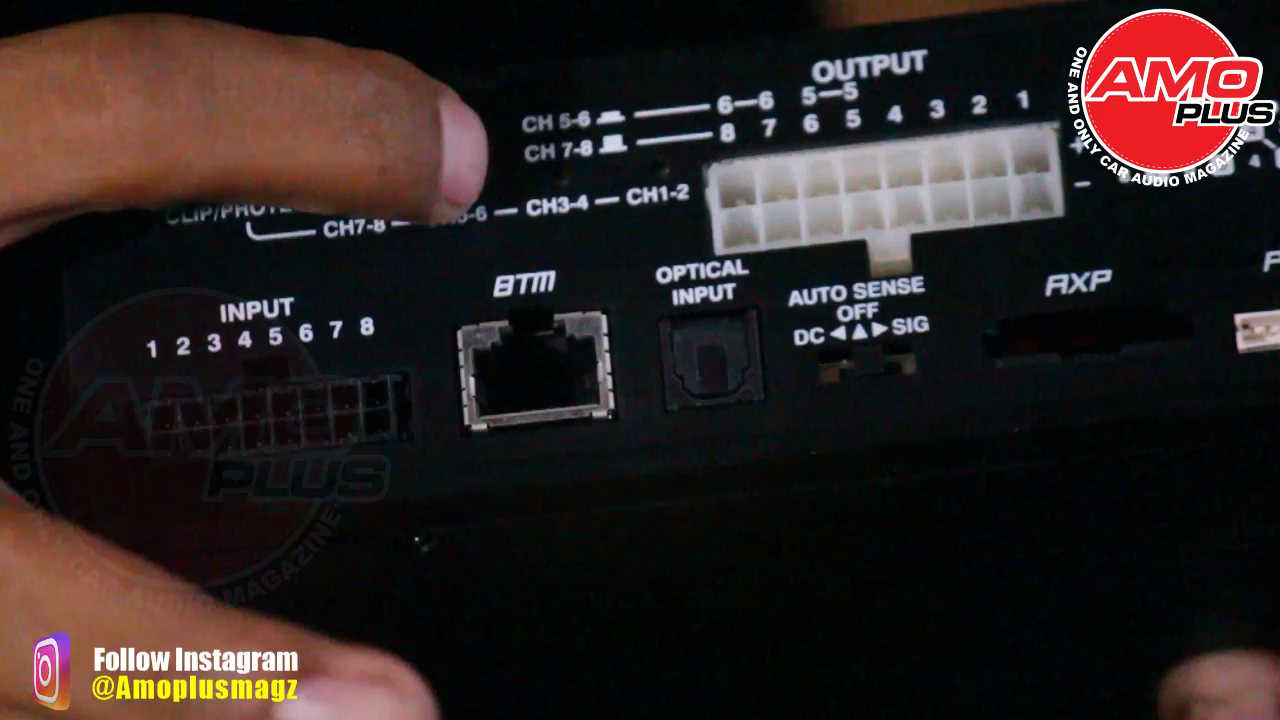 OUTPUT
CH 5-6
6—6 5—5
CH 7-8
8 7 6 5 4 3 2 1
+
−
CH7-8 — — CH3-4 — CH1-2
INPUT
1 2 3 4 5 6 7 8
BTM
OPTICAL
INPUT
AUTO SENSE
OFF
DC ◀▲▶ SIG
AXP
AMO
PLUS
ONE AND ONLY CAR AUDIO MAGAZINE
AMO
PLUS
Follow Instagram
@Amoplusmagz